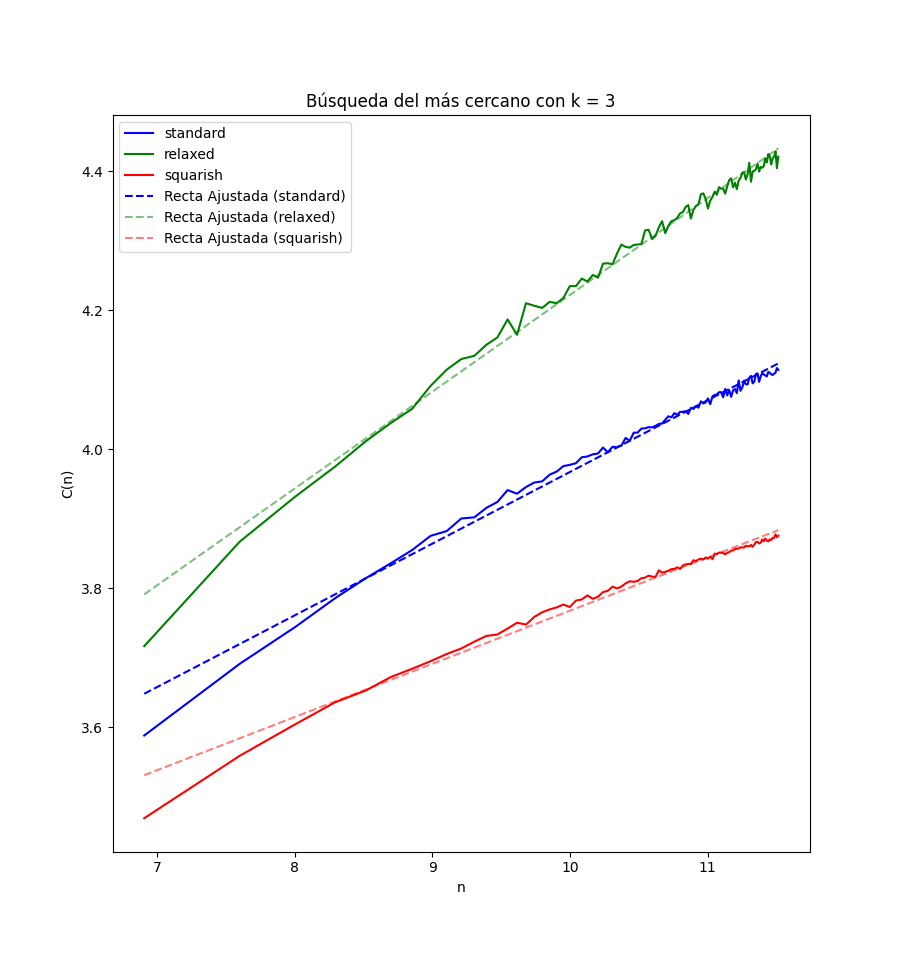 Búsqueda del más cercano con k = 3
standard
relaxed
squarish
Recta Ajustada (standard)
Recta Ajustada (relaxed)
Recta Ajustada (squarish)
4.4
4.2
4.0
3.8
3.6
C(n)
7 8 9 10 11
n